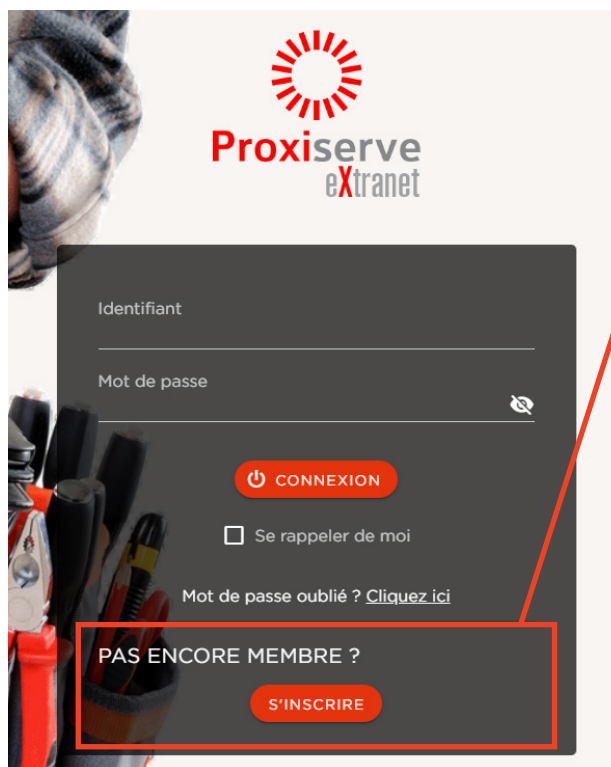 Proxiserve
eXtranet
Identifiant
Mot de passe
CONNEXION
Se rappeler de moi
Mot de passe oublié ? Cliquez ici
PAS ENCORE MEMBRE ?
S'INSCRIRE